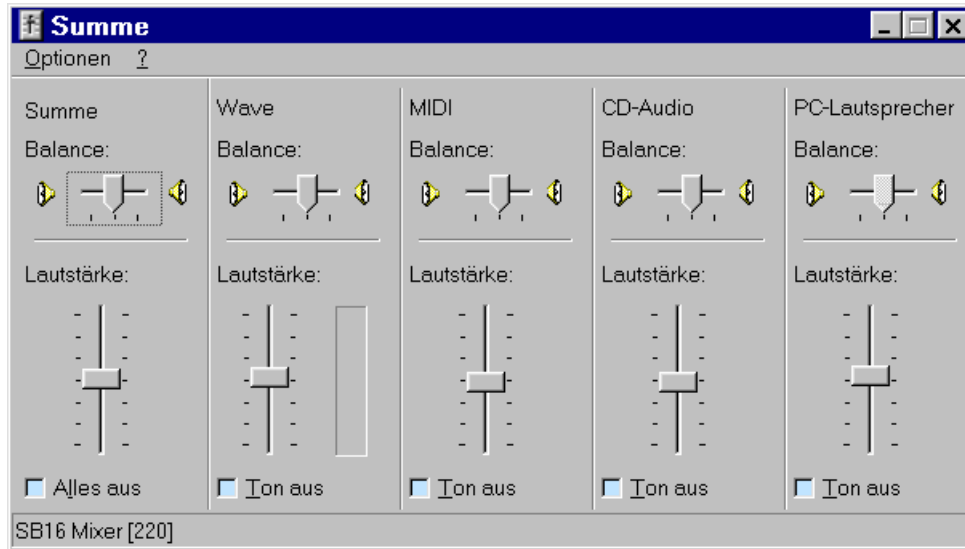 Summe
Optionen ?
Summe
Balance:
Lautstärke:
Alles aus
Wave
Balance:
Lautstärke:
Ton aus
MIDI
Balance:
Lautstärke:
Ton aus
CD-Audio
Balance:
Lautstärke:
Ton aus
PC-Lautsprecher
Balance:
Lautstärke:
Ton aus
SB16 Mixer [220]